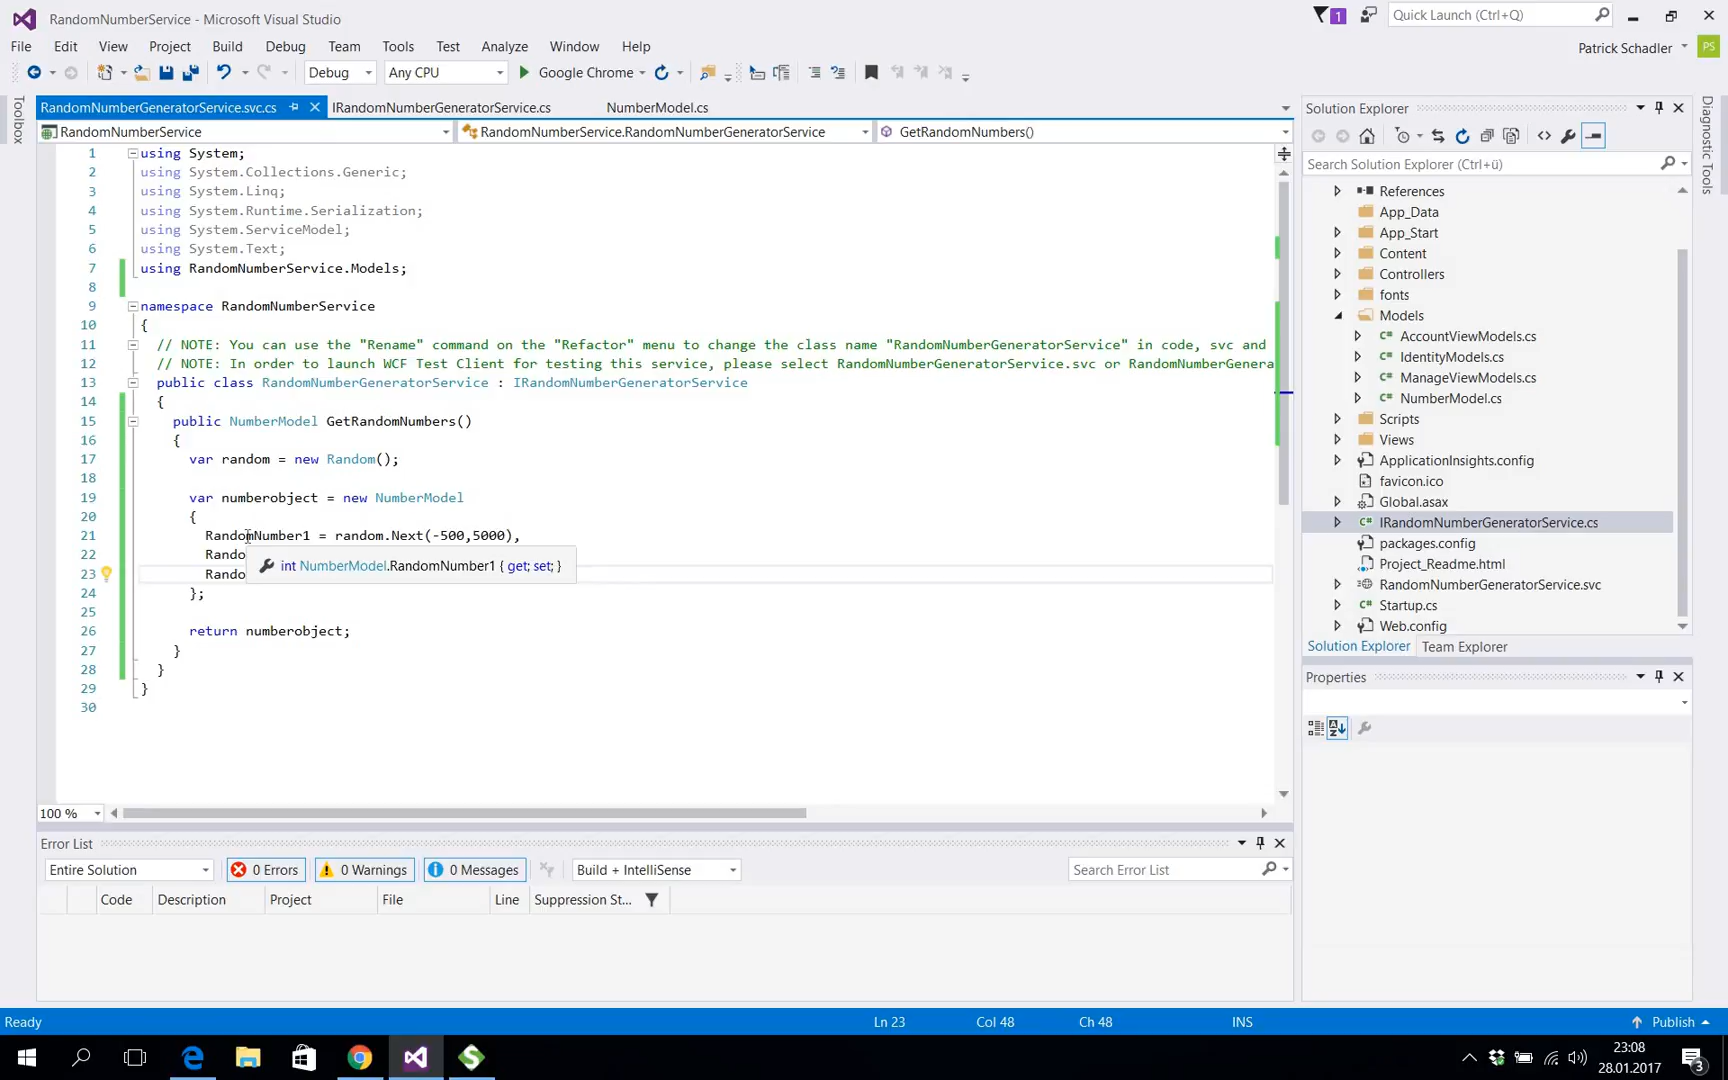 RandomNumberService - Microsoft Visual Studio
1
Quick Launch (Ctrl+Q)
File Edit View Project Build Debug Team Tools Test Analyze Window Help
Patrick Schadler
PS
Debug Any CPU Google Chrome
Toolbox
RandomNumberGeneratorService.svc.cs IRandomNumberGeneratorService.cs NumberModel.cs
RandomNumberService RandomNumberService.RandomNumberGeneratorService GetRandomNumbers()
1 using System;
2 using System.Collections.Generic;
3 using System.Linq;
4 using System.Runtime.Serialization;
5 using System.ServiceModel;
6 using System.Text;
7 using RandomNumberService.Models;
8
9 namespace RandomNumberService
10 {
11 // NOTE: You can use the "Rename" command on the "Refactor" menu to change the class name "RandomNumberGeneratorService" in code, svc and
12 // NOTE: In order to launch WCF Test Client for testing this service, please select RandomNumberGeneratorService.svc or RandomNumberGenera
13 public class RandomNumberGeneratorService : IRandomNumberGeneratorService
14 {
15 public NumberModel GetRandomNumbers()
16 {
17 var random = new Random();
18
19 var numberobject = new NumberModel
20 {
21 RandomNumber1 = random.Next(-500,5000),
22 Rando
int NumberModel.RandomNumber1 { get; set; }
23 Rando
24 };
25
26 return numberobject;
27 }
28 }
29 }
30
100 %
Solution Explorer
Search Solution Explorer (Ctrl+ü)
References
App_Data
App_Start
Content
Controllers
fonts
Models
AccountViewModels.cs
IdentityModels.cs
ManageViewModels.cs
NumberModel.cs
Scripts
Views
ApplicationInsights.config
favicon.ico
Global.asax
IRandomNumberGeneratorService.cs
packages.config
Project_Readme.html
RandomNumberGeneratorService.svc
Startup.cs
Web.config
Solution Explorer Team Explorer
Properties
Diagnostic Tools
Error List
Entire Solution 0 Errors 0 Warnings 0 Messages Build + IntelliSense Search Error List
Code Description Project File Line Suppression St...
Ready Ln 23 Col 48 Ch 48 INS Publish
23:08
28.01.2017
3